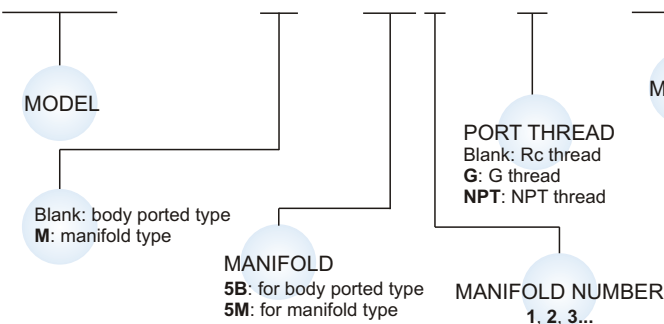 MODEL
Blank: body ported type
M: manifold type
MANIFOLD
5B: for body ported type
5M: for manifold type
PORT THREAD
Blank: Rc thread
G: G thread
NPT: NPT thread
MANIFOLD NUMBER
1, 2, 3...
M